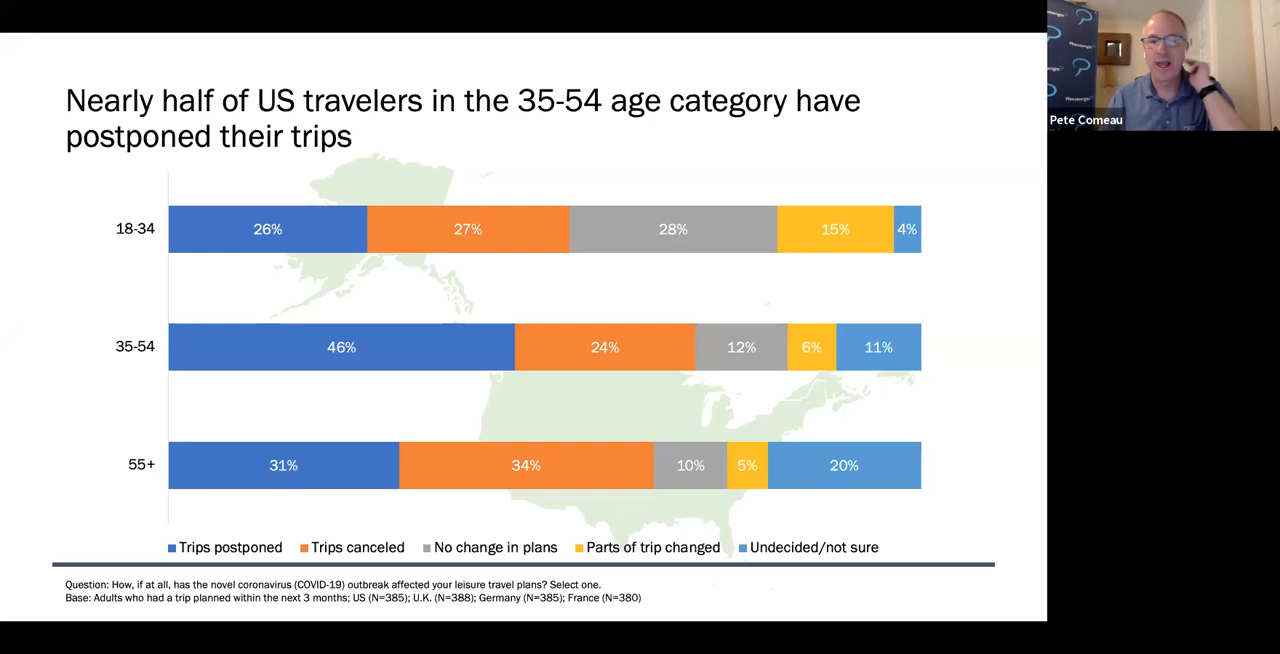 Nearly half of US travelers in the 35-54 age category have
postponed their trips
18-34
26%
27%
28%
15%
4%
35-54
46%
24%
12%
6%
11%
55+
31%
34%
10%
5%
20%
Trips postponed
Trips canceled
No change in plans
Parts of trip changed
Undecided/not sure
Question: How, if at all, has the novel coronavirus (COVID-19) outbreak affected your leisure travel plans? Select one.
Base: Adults who had a trip planned within the next 3 months; US (N=385); U.K. (N=388); Germany (N=385); France (N=380)
Pete Comeau